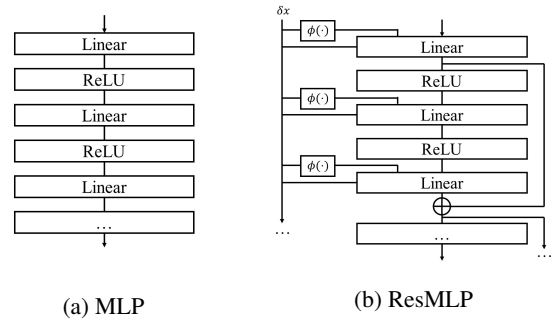 Linear
ReLU
Linear
ReLU
Linear
...
(a) MLP
δx
ϕ(·)
Linear
ReLU
ϕ(·)
Linear
ReLU
ϕ(·)
Linear
...
...
...
(b) ResMLP